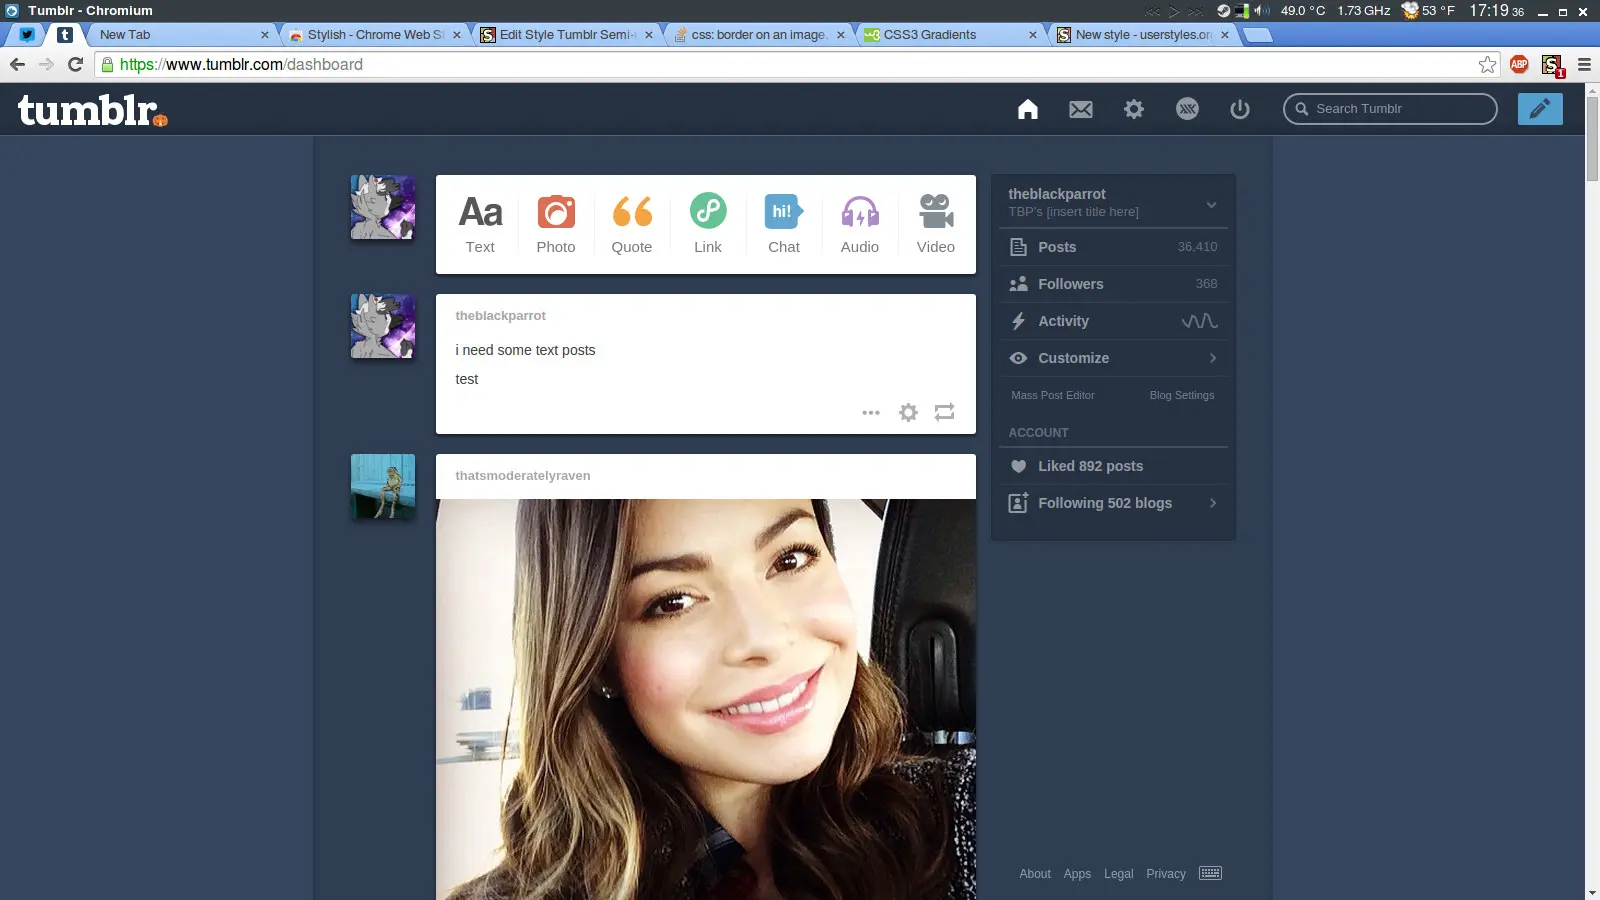 Tumblr - Chromium
49.0 °C 1.73 GHz 53 °F 17:19 36
New Tab
Stylish - Chrome Web St
Edit Style Tumblr Semi-
css: border on an image,
CSS3 Gradients
New style - userstyles.org
https://www.tumblr.com/dashboard
ABP
1
tumblr.
Search Tumblr
Aa
hi!
Text Photo Quote Link Chat Audio Video
theblackparrot
i need some text posts
test
thatsmoderatelyraven
theblackparrot
TBP's [insert title here]
Posts 36,410
Followers 368
Activity
Customize
Mass Post Editor Blog Settings
ACCOUNT
Liked 892 posts
Following 502 blogs
About Apps Legal Privacy